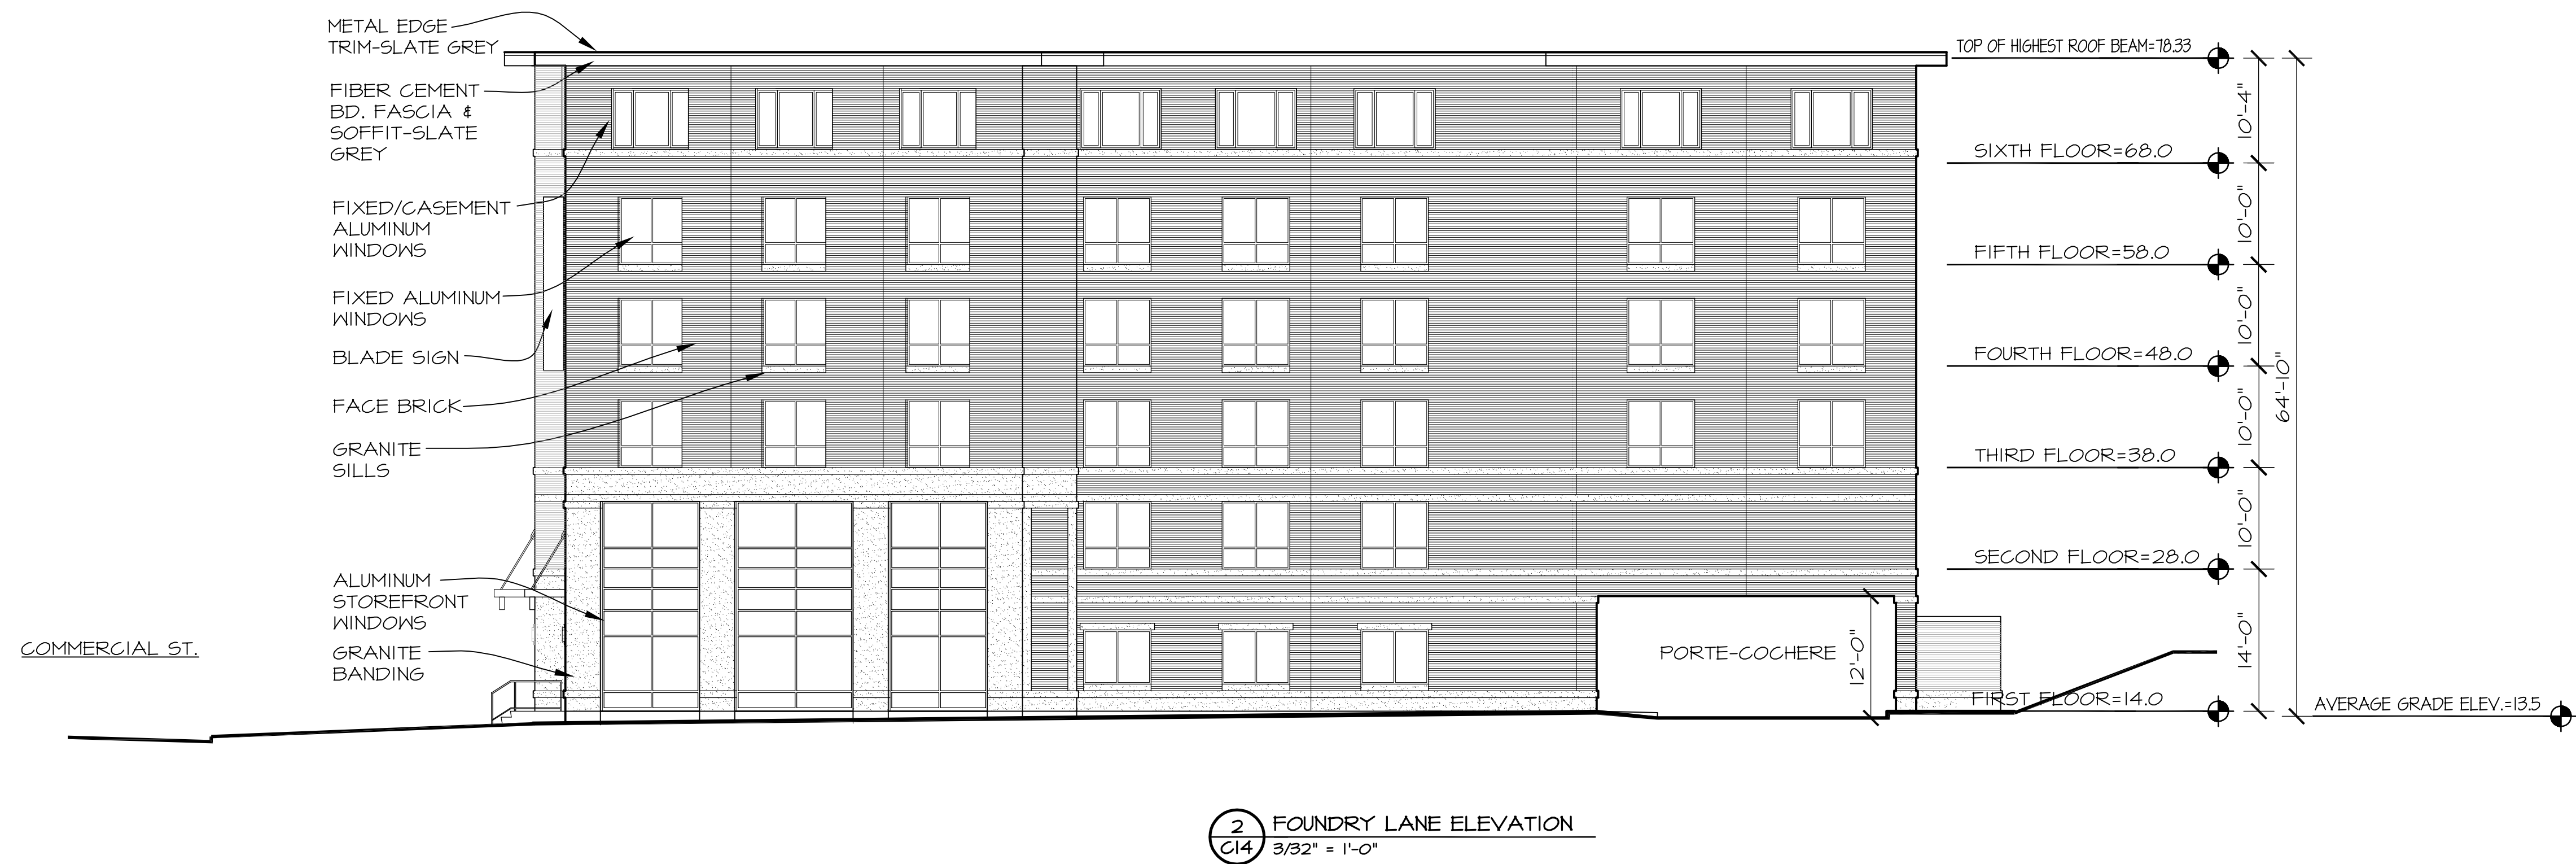 METAL EDGE
TRIM-SLATE GREY
FIBER CEMENT
BD. FASCIA &
SOFFIT-SLATE
GREY
FIXED/CASEMENT
ALUMINUM
WINDOWS
FIXED ALUMINUM
WINDOWS
BLADE SIGN
FACE BRICK
GRANITE
SILLS
ALUMINUM
STOREFRONT
WINDOWS
GRANITE
BANDING
COMMERCIAL ST.
PORTE-COCHERE
12'-0"
TOP OF HIGHEST ROOF BEAM=78.33
SIXTH FLOOR=68.0
FIFTH FLOOR=58.0
FOURTH FLOOR=48.0
THIRD FLOOR=38.0
SECOND FLOOR=28.0
FIRST FLOOR=14.0
10'-4"
10'-0"
10'-0"
10'-0"
10'-0"
14'-0"
64'-10"
AVERAGE GRADE ELEV.=13.5
2
C14
FOUNDRY LANE ELEVATION
3/32" = 1'-0"